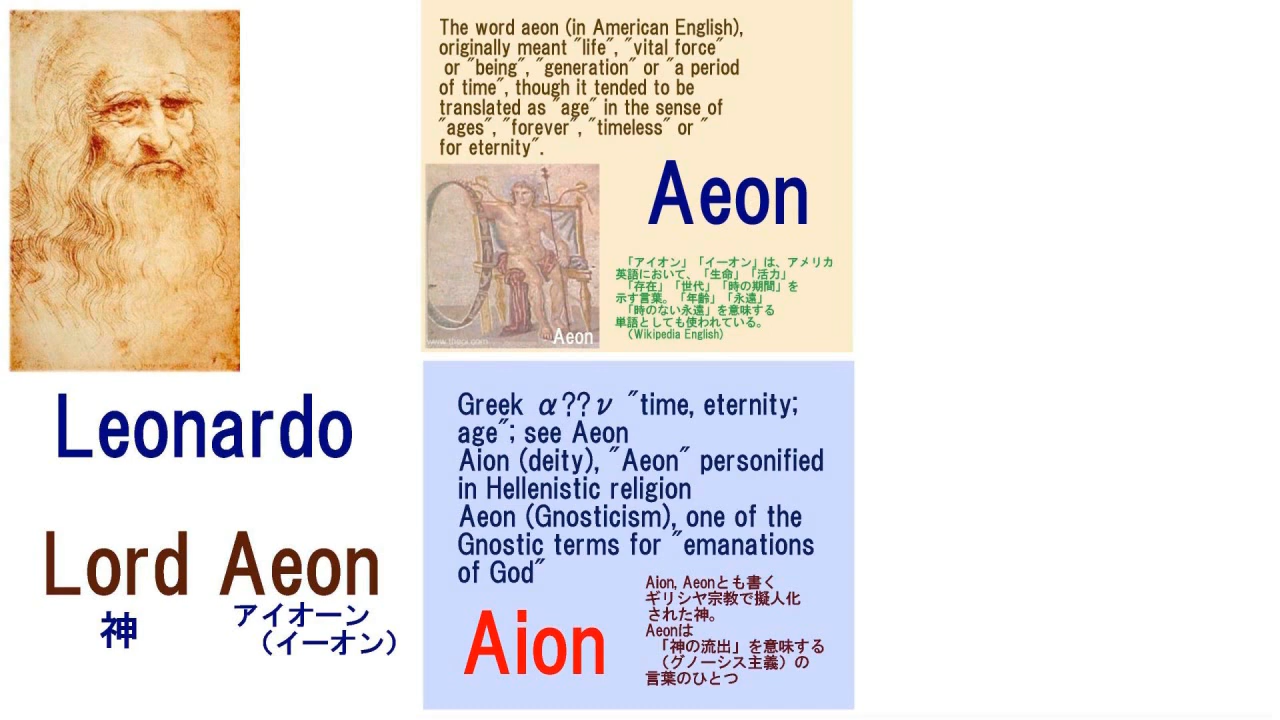 Leonardo
Lord Aeon
神
アイオーン
（イーオン）
The word aeon (in American English),
originally meant "life", "vital force"
or "being", "generation" or "a period
of time", though it tended to be
translated as "age" in the sense of
"ages", "forever", "timeless" or "
for eternity".
Aeon
Aeon
「アイオン」「イーオン」は、アメリカ
英語において、「生命」「活力」
「存在」「世代」「時の期間」を
示す言葉。「年齢」「永遠」
「時のない永遠」を意味する
単語としても使われている。
（Wikipedia English)
Greek α??ν "time, eternity;
age"; see Aeon
Aion (deity), "Aeon" personified
in Hellenistic religion
Aeon (Gnosticism), one of the
Gnostic terms for "emanations
of God"
Aion
Aion, Aeonとも書く
ギリシヤ宗教で擬人化
された神。
Aeonは
「神の流出」を意味する
（グノーシス主義）の
言葉のひとつ